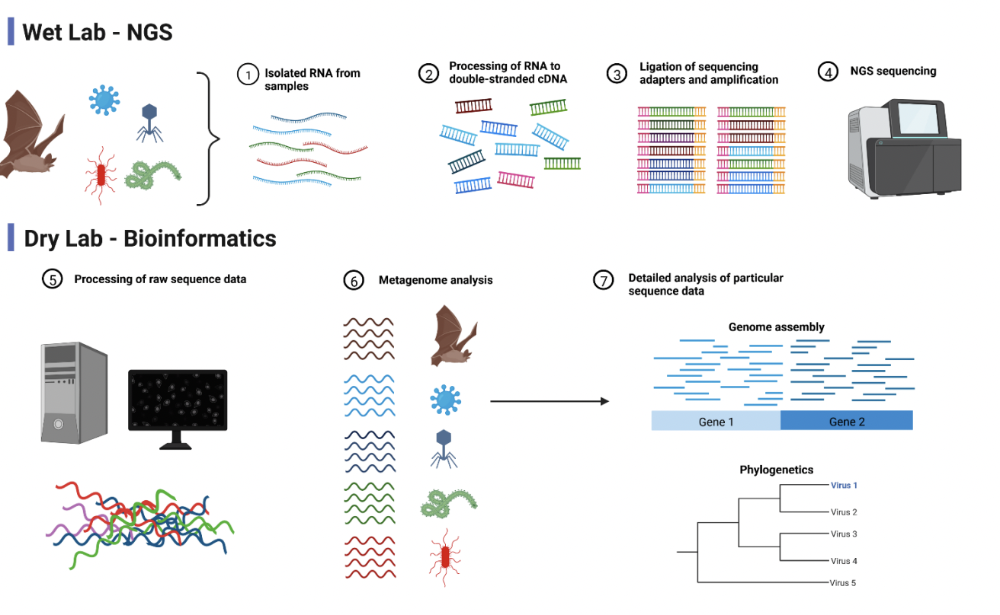 Wet Lab - NGS
1 Isolated RNA from
samples
2 Processing of RNA to
double-stranded cDNA
3 Ligation of sequencing
adapters and amplification
4 NGS sequencing
Dry Lab - Bioinformatics
5 Processing of raw sequence data
6 Metagenome analysis
7 Detailed analysis of particular
sequence data
Genome assembly
Gene 1 Gene 2
Phylogenetics
Virus 1
Virus 2
Virus 3
Virus 4
Virus 5